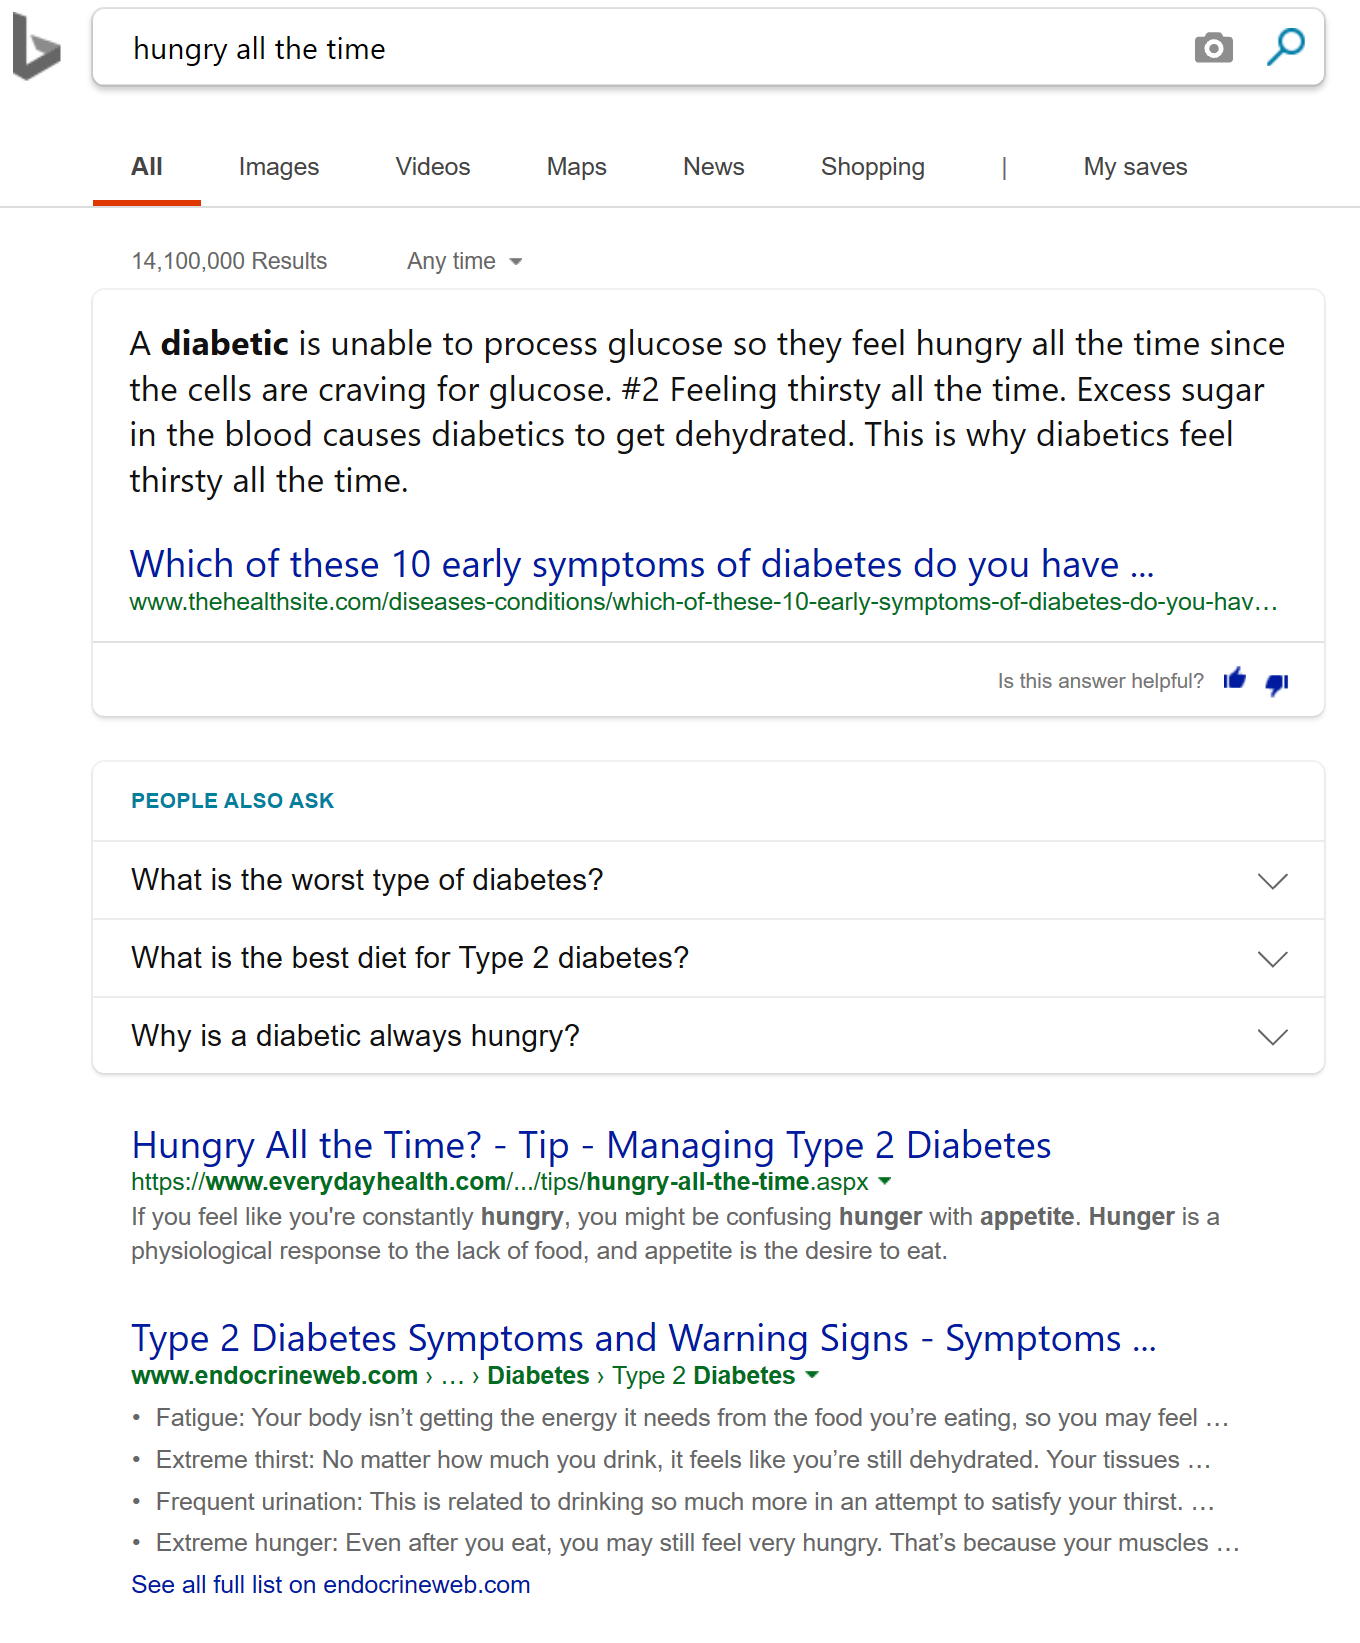 hungry all the time
All Images Videos Maps News Shopping | My saves
14,100,000 Results Any time
A diabetic is unable to process glucose so they feel hungry all the time since
the cells are craving for glucose. #2 Feeling thirsty all the time. Excess sugar
in the blood causes diabetics to get dehydrated. This is why diabetics feel
thirsty all the time.
Which of these 10 early symptoms of diabetes do you have ...
www.thehealthsite.com/diseases-conditions/which-of-these-10-early-symptoms-of-diabetes-do-you-hav…
Is this answer helpful?
PEOPLE ALSO ASK
What is the worst type of diabetes?
What is the best diet for Type 2 diabetes?
Why is a diabetic always hungry?
Hungry All the Time? - Tip - Managing Type 2 Diabetes
https://www.everydayhealth.com/.../tips/hungry-all-the-time.aspx
If you feel like you're constantly hungry, you might be confusing hunger with appetite. Hunger is a
physiological response to the lack of food, and appetite is the desire to eat.
Type 2 Diabetes Symptoms and Warning Signs - Symptoms ...
www.endocrineweb.com › … › Diabetes › Type 2 Diabetes
• Fatigue: Your body isn’t getting the energy it needs from the food you’re eating, so you may feel …
• Extreme thirst: No matter how much you drink, it feels like you’re still dehydrated. Your tissues …
• Frequent urination: This is related to drinking so much more in an attempt to satisfy your thirst. …
• Extreme hunger: Even after you eat, you may still feel very hungry. That’s because your muscles …
See all full list on endocrineweb.com